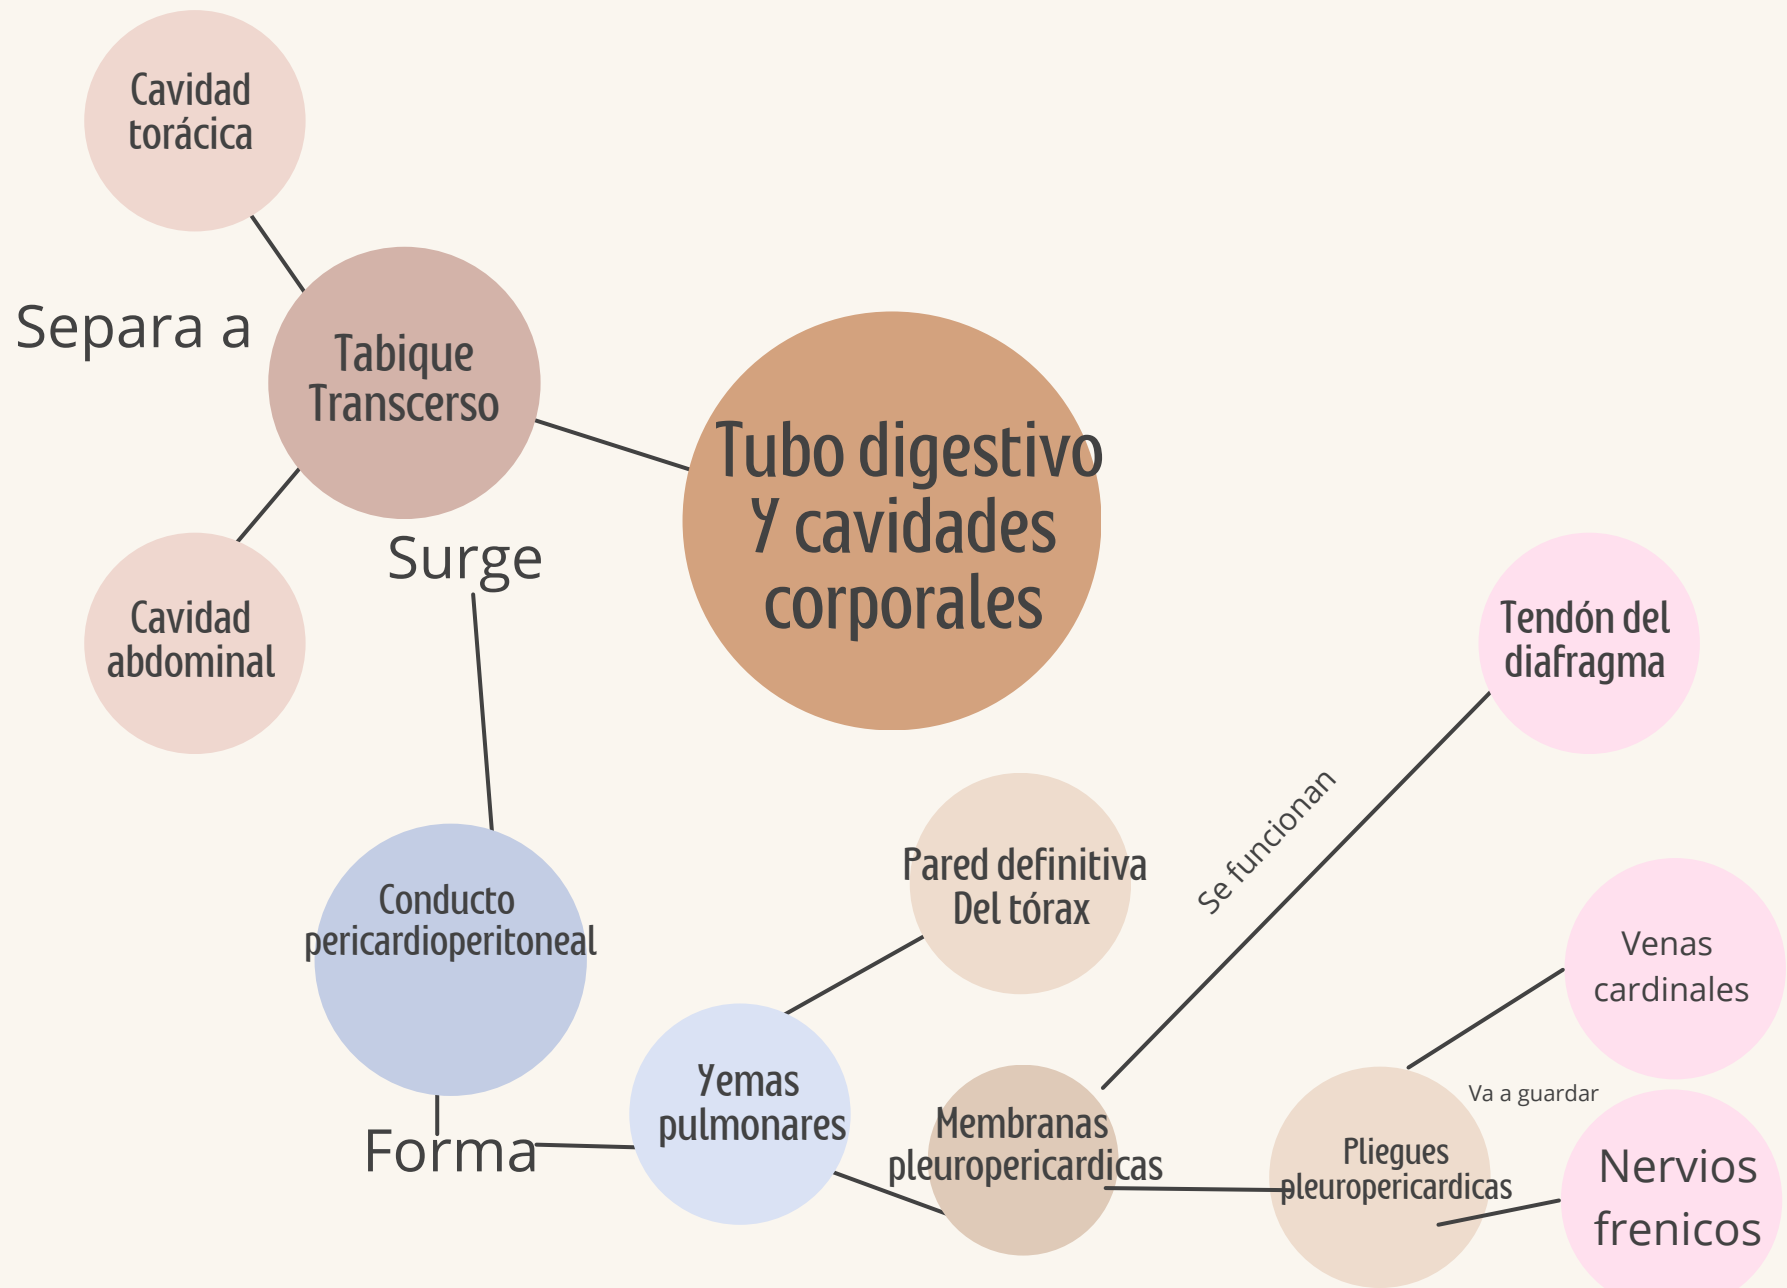 Cavidad
torácica
Separa a
Tabique
Transcerso
Tubo digestivo
Y cavidades
corporales
Surge
Cavidad
abdominal
Tendón del
diafragma
Se funcionan
Pared definitiva
Del tórax
Conducto
pericardioperitoneal
Venas
cardinales
Yemas
pulmonares
Va a guardar
Membranas
pleuropericardicas
Forma
Pliegues
pleuropericardicas
Nervios
frenicos